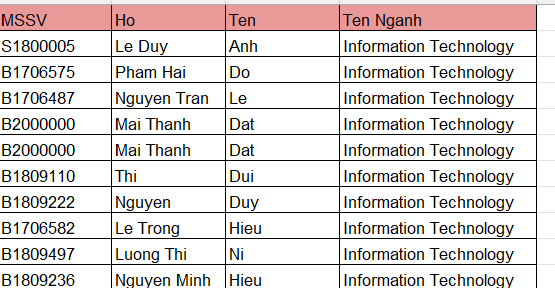 MSSV Ho Ten Ten Nganh
S1800005 Le Duy Anh Information Technology
B1706575 Pham Hai Do Information Technology
B1706487 Nguyen Tran Le Information Technology
B2000000 Mai Thanh Dat Information Technology
B2000000 Mai Thanh Dat Information Technology
B1809110 Thi Dui Information Technology
B1809222 Nguyen Duy Information Technology
B1706582 Le Trong Hieu Information Technology
B1809497 Luong Thi Ni Information Technology
B1809236 Nguyen Minh Hieu Information Technology